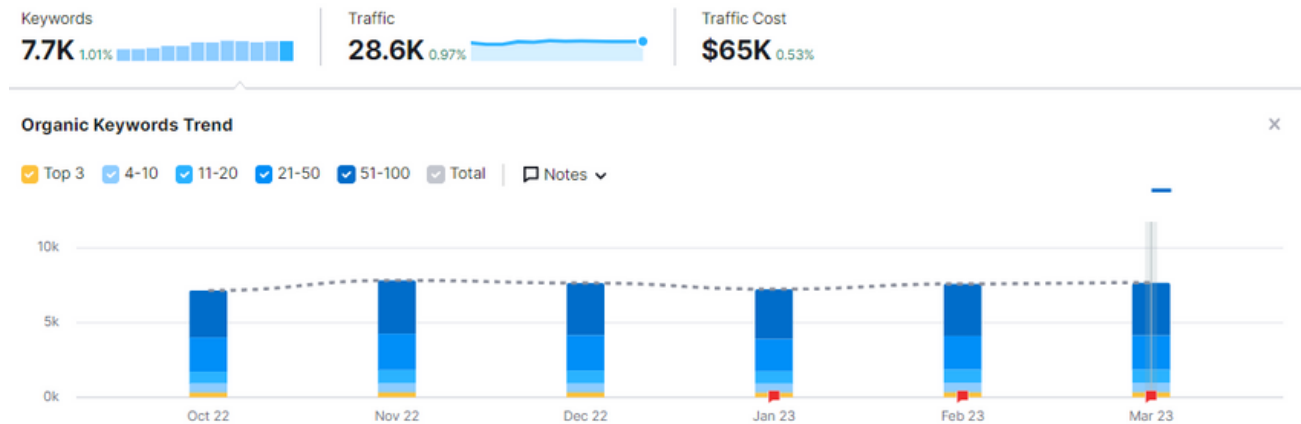 Keywords Traffic Traffic Cost
7.7K 1.01% 28.6K 0.97% $65K 0.53%
Organic Keywords Trend
Top 3 4-10 11-20 21-50 51-100 Total Notes
10k
5k
0k
Oct 22 Nov 22 Dec 22 Jan 23 Feb 23 Mar 23